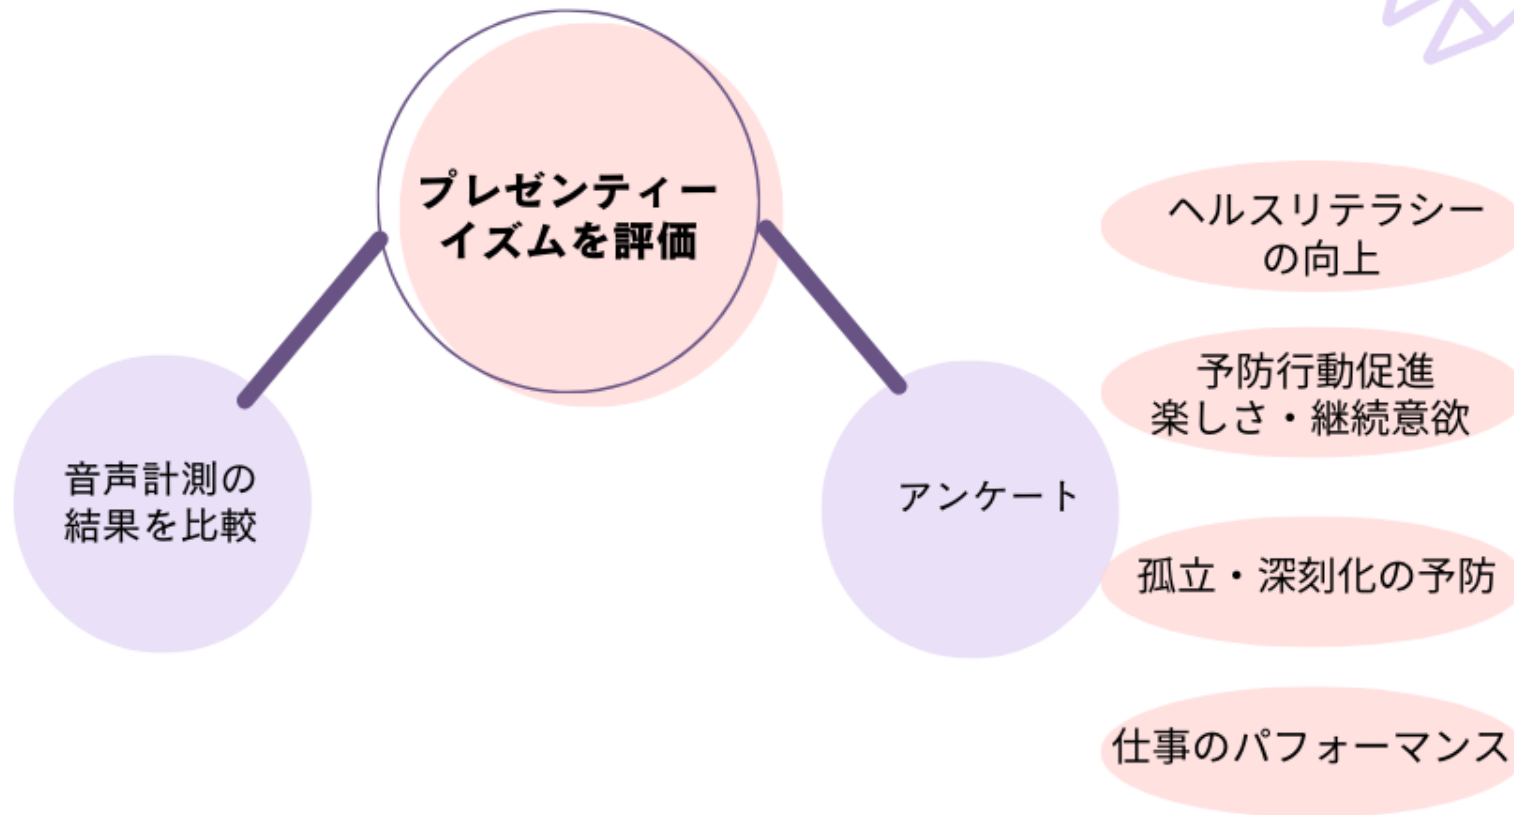 プレゼンティー
イズムを評価
音声計測の
結果を比較
アンケート
ヘルスリテラシー
の向上
予防行動促進
楽しさ・継続意欲
孤立・深刻化の予防
仕事のパフォーマンス